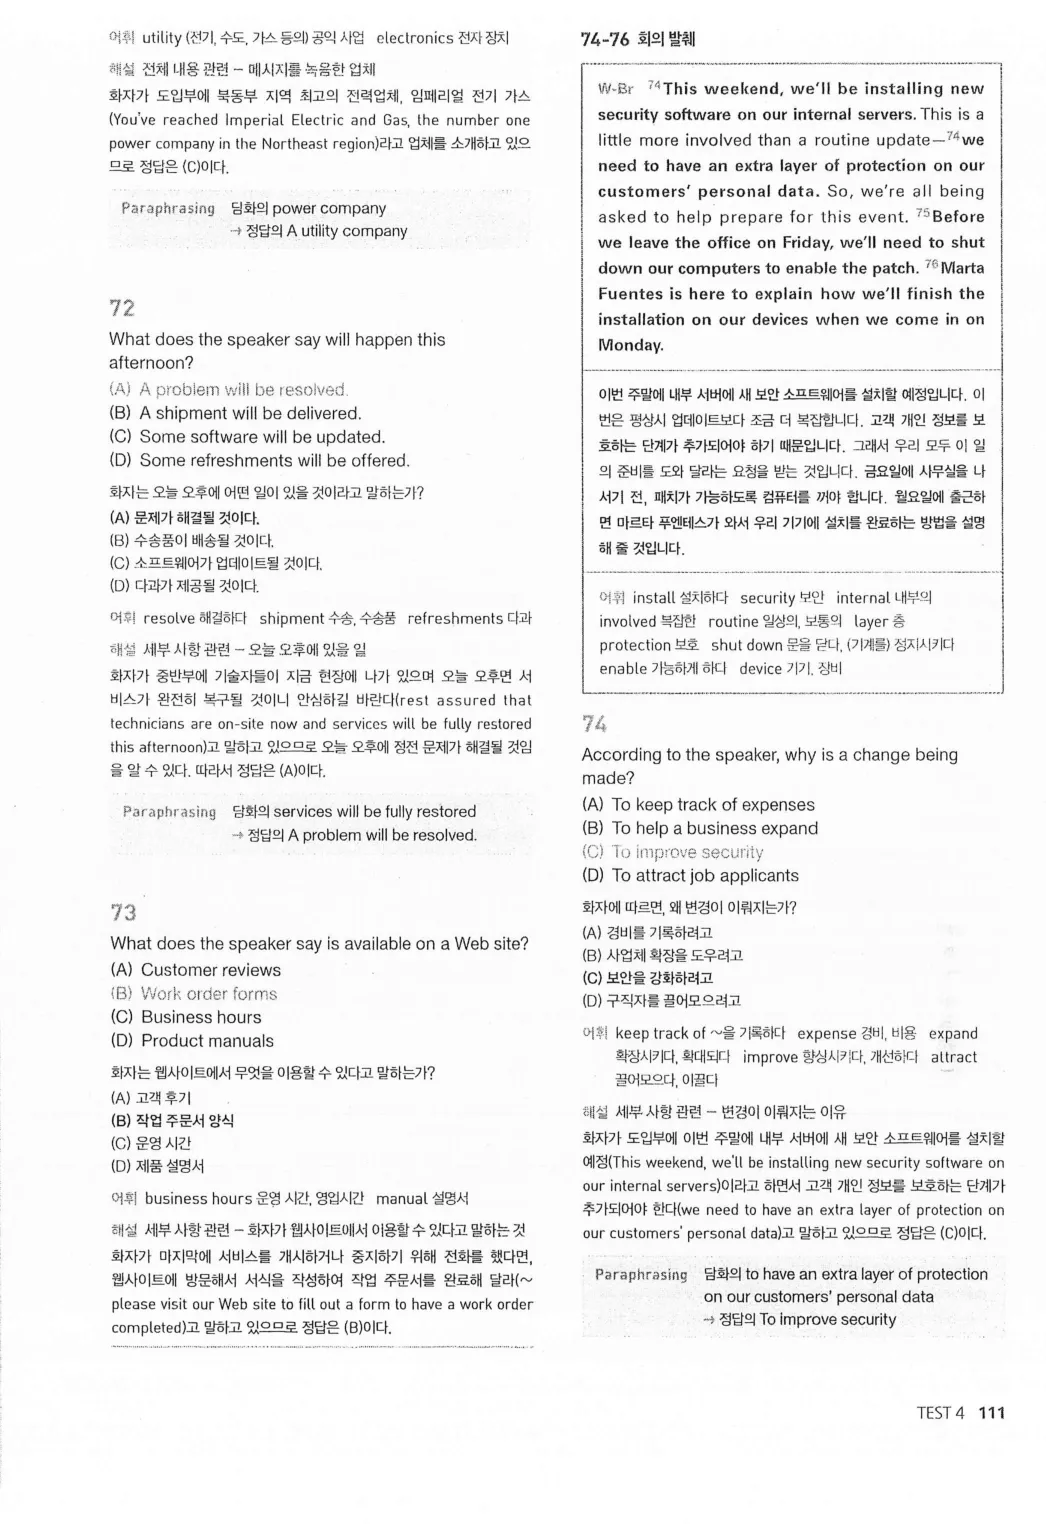 어휘 utility (전기, 수도, 가스 등의) 공익 사업 electronics 전자 장치
해설 전체 내용 관련 – 메시지를 녹음한 업체
화자가 도입부에 북동부 지역 최고의 전력업체, 임페리얼 전기 가스
(You've reached Imperial Electric and Gas, the number one
power company in the Northeast region)라고 업체를 소개하고 있으
므로 정답은 (C)이다.
Paraphrasing 담화의 power company
→ 정답의 A utility company
72
What does the speaker say will happen this
afternoon?
(A) A problem will be resolved.
(B) A shipment will be delivered.
(C) Some software will be updated.
(D) Some refreshments will be offered.
화자는 오늘 오후에 어떤 일이 있을 것이라고 말하는가?
(A) 문제가 해결될 것이다.
(B) 수송품이 배송될 것이다.
(C) 소프트웨어가 업데이트될 것이다.
(D) 다과가 제공될 것이다.
어휘 resolve 해결하다 shipment 수송, 수송품 refreshments 다과
해설 세부 사항 관련 – 오늘 오후에 있을 일
화자가 중반부에 기술자들이 지금 현장에 나가 있으며 오늘 오후면 서
비스가 완전히 복구될 것이니 안심하길 바란다(rest assured that
technicians are on-site now and services will be fully restored
this afternoon)고 말하고 있으므로 오늘 오후에 정전 문제가 해결될 것임
을 알 수 있다. 따라서 정답은 (A)이다.
Paraphrasing 담화의 services will be fully restored
→ 정답의 A problem will be resolved.
73
What does the speaker say is available on a Web site?
(A) Customer reviews
(B) Work order forms
(C) Business hours
(D) Product manuals
화자는 웹사이트에서 무엇을 이용할 수 있다고 말하는가?
(A) 고객 후기
(B) 작업 주문서 양식
(C) 운영 시간
(D) 제품 설명서
어휘 business hours 운영 시간, 영업시간 manual 설명서
해설 세부 사항 관련 – 화자가 웹사이트에서 이용할 수 있다고 말하는 것
화자가 마지막에 서비스를 개시하거나 중지하기 위해 전화를 했다면,
웹사이트에 방문해서 서식을 작성하여 작업 주문서를 완료해 달라(~
please visit our Web site to fill out a form to have a work order
completed)고 말하고 있으므로 정답은 (B)이다.
74-76 회의 발췌
W-Br 74This weekend, we'll be installing new
security software on our internal servers. This is a
little more involved than a routine update—74we
need to have an extra layer of protection on our
customers' personal data. So, we're all being
asked to help prepare for this event. 75Before
we leave the office on Friday, we'll need to shut
down our computers to enable the patch. 76Marta
Fuentes is here to explain how we'll finish the
installation on our devices when we come in on
Monday.
이번 주말에 내부 서버에 새 보안 소프트웨어를 설치할 예정입니다. 이
번은 평상시 업데이트보다 조금 더 복잡합니다. 고객 개인 정보를 보
호하는 단계가 추가되어야 하기 때문입니다. 그래서 우리 모두 이 일
의 준비를 도와 달라는 요청을 받는 것입니다. 금요일에 사무실을 나
서기 전, 패치가 가능하도록 컴퓨터를 꺼야 합니다. 월요일에 출근하
면 마르타 푸엔테스가 와서 우리 기기에 설치를 완료하는 방법을 설명
해 줄 것입니다.
어휘 install 설치하다 security 보안 internal 내부의
involved 복잡한 routine 일상의, 보통의 layer 층
protection 보호 shut down 문을 닫다, (기계를) 정지시키다
enable 가능하게 하다 device 기기, 장비
74
According to the speaker, why is a change being
made?
(A) To keep track of expenses
(B) To help a business expand
(C) To improve security
(D) To attract job applicants
화자에 따르면, 왜 변경이 이뤄지는가?
(A) 경비를 기록하려고
(B) 사업체 확장을 도우려고
(C) 보안을 강화하려고
(D) 구직자를 끌어모으려고
어휘 keep track of ~을 기록하다 expense 경비, 비용 expand
확장시키다, 확대되다 improve 향상시키다, 개선하다 attract
끌어모으다, 이끌다
해설 세부 사항 관련 – 변경이 이뤄지는 이유
화자가 도입부에 이번 주말에 내부 서버에 새 보안 소프트웨어를 설치할
예정(This weekend, we'll be installing new security software on
our internal servers)이라고 하면서 고객 개인 정보를 보호하는 단계가
추가되어야 한다(we need to have an extra layer of protection on
our customers' personal data)고 말하고 있으므로 정답은 (C)이다.
Paraphrasing 담화의 to have an extra layer of protection
on our customers' personal data
→ 정답의 To improve security
TEST 4 111